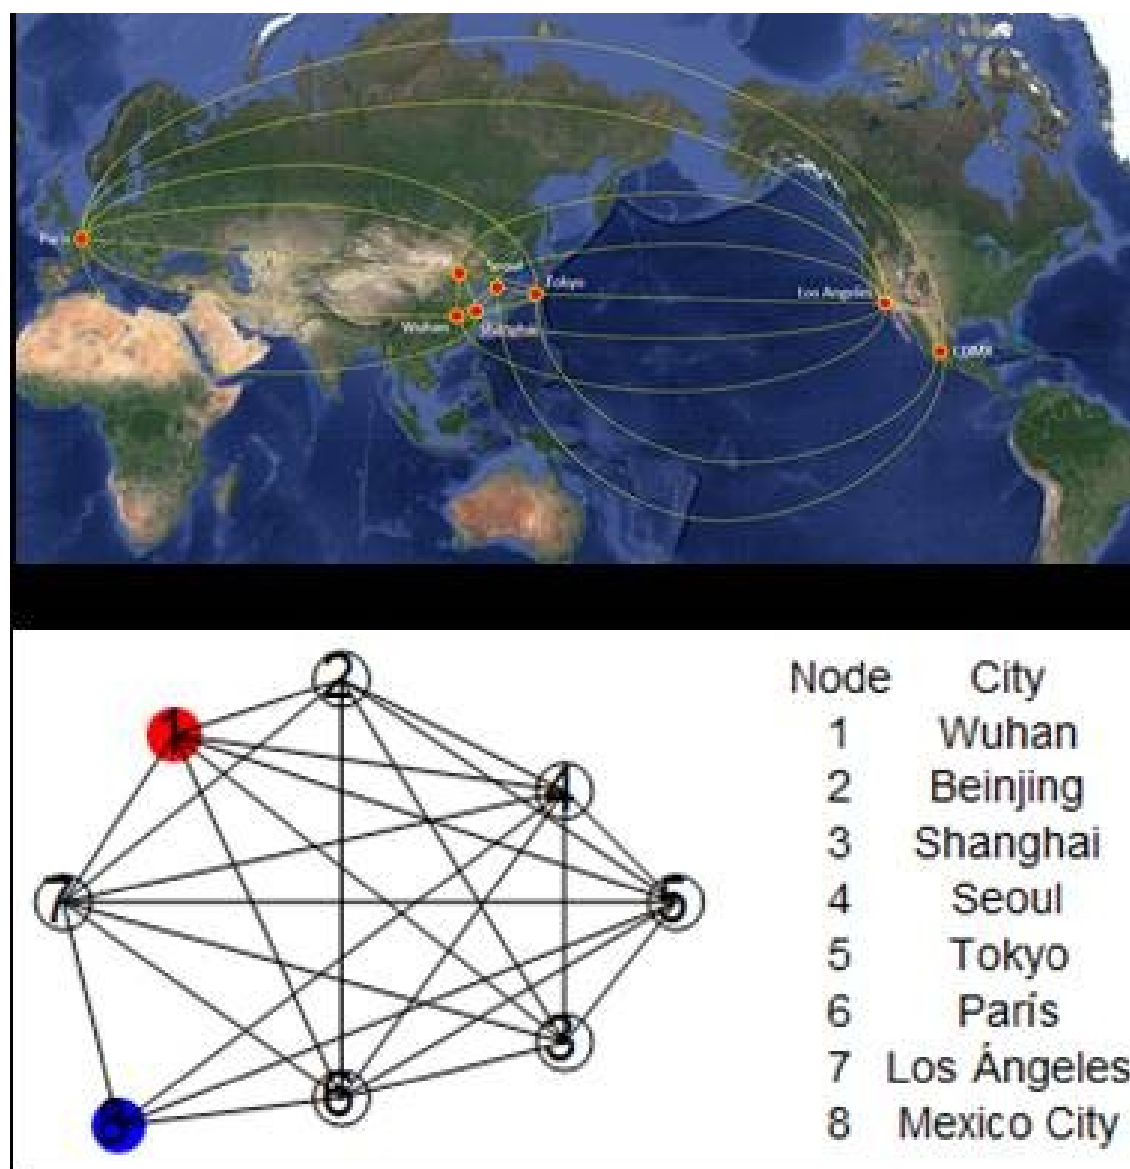 Seoul
Tokyo
Los Angeles
Wuhan
Shanghai
CDMX
Node City
1 Wuhan
2 Beinjing
3 Shanghai
4 Seoul
5 Tokyo
6 París
7 Los Ángeles
8 Mexico City
2
1
4
7
5
3
6
8